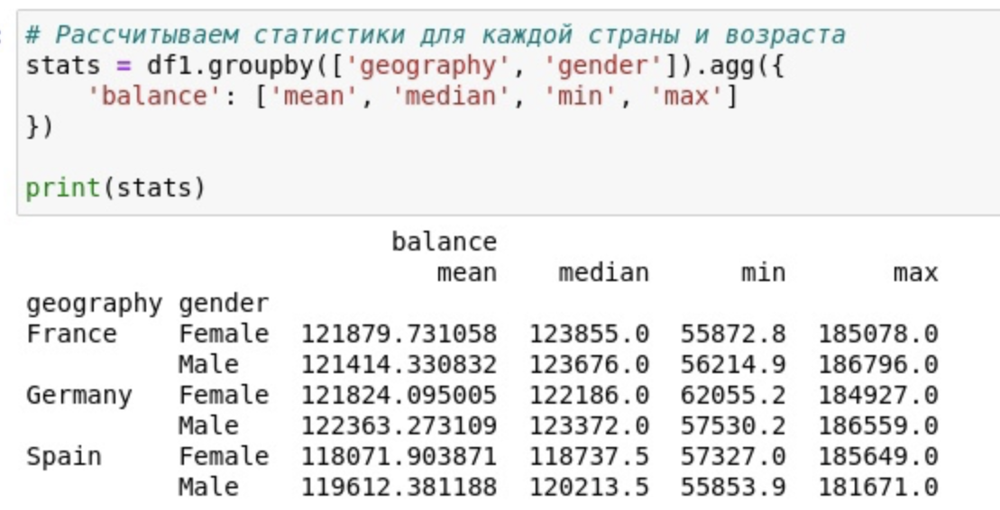 # Рассчитываем статистики для каждой страны и возраста
stats = df1.groupby(['geography', 'gender']).agg({
    'balance': ['mean', 'median', 'min', 'max']
})
print(stats)
balance
mean median min max
geography gender
France Female 121879.731058 123855.0 55872.8 185078.0
Male 121414.330832 123676.0 56214.9 186796.0
Germany Female 121824.095005 122186.0 62055.2 184927.0
Male 122363.273109 123372.0 57530.2 186559.0
Spain Female 118071.903871 118737.5 57327.0 185649.0
Male 119612.381188 120213.5 55853.9 181671.0